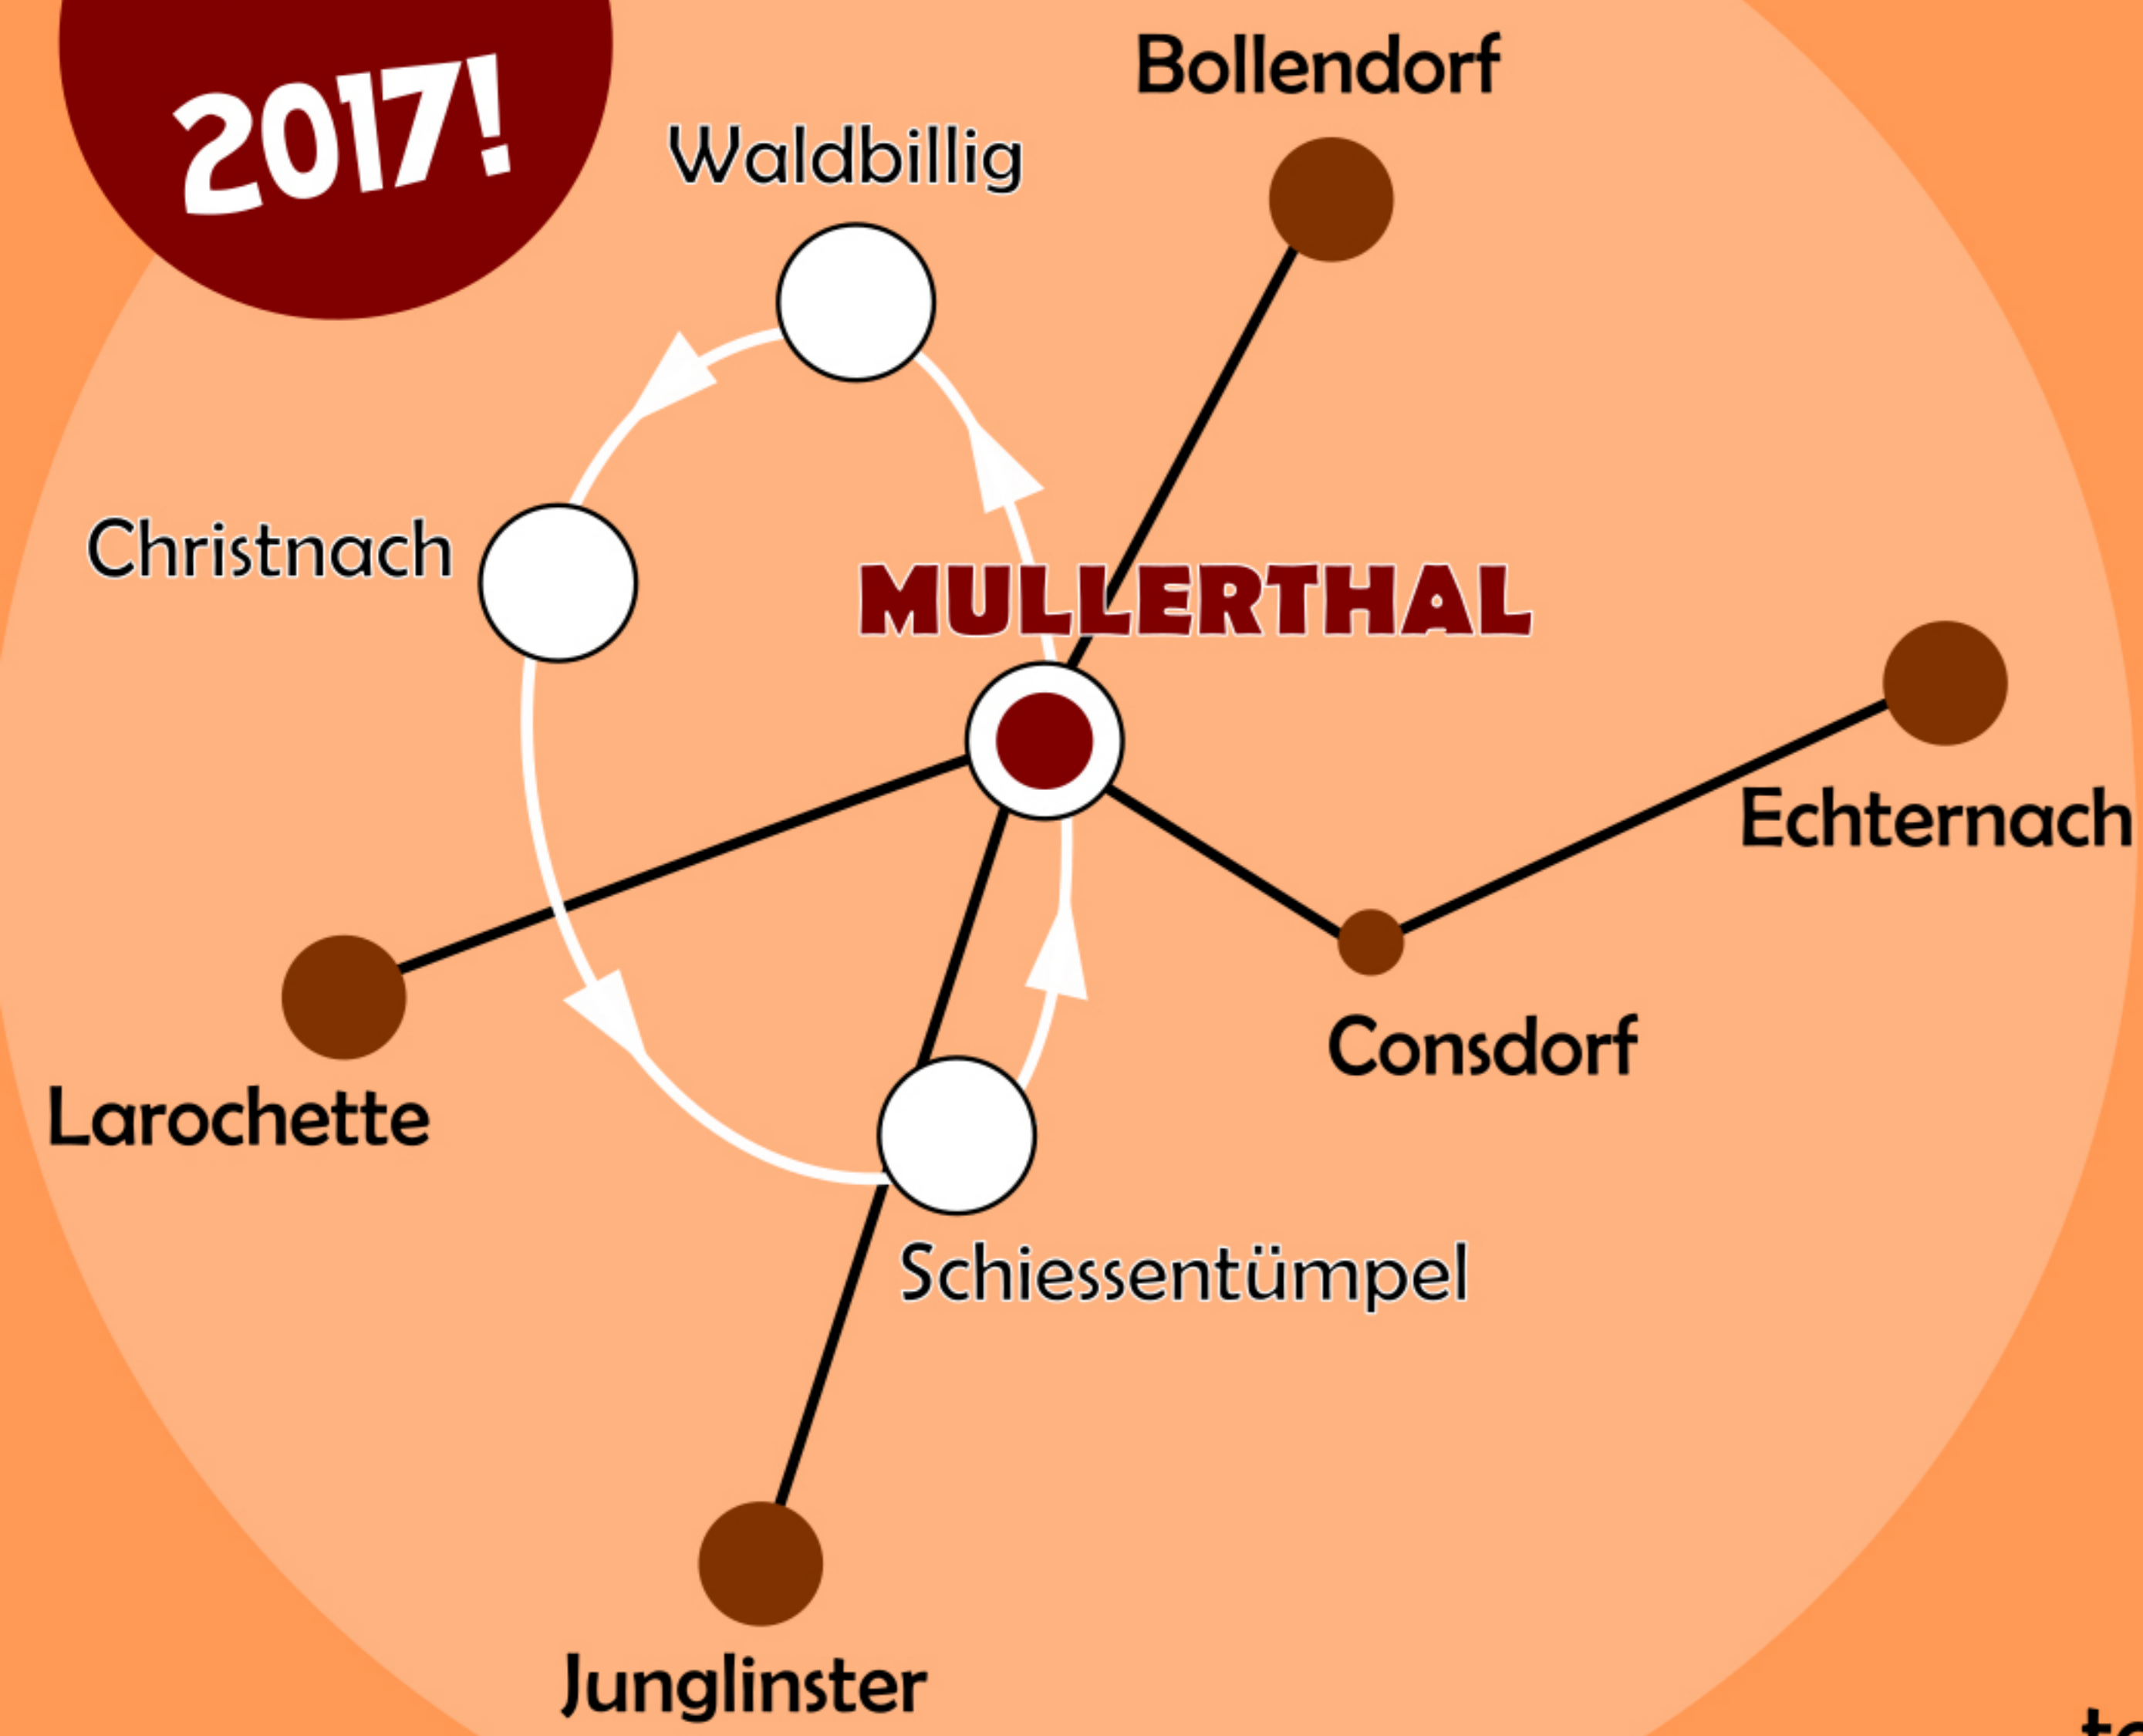 2017!
Bollendorf
Waldbillig
Christnach
MULLERTHAL
Echternach
Consdorf
Larochette
Schiessentümpel
Junglinster